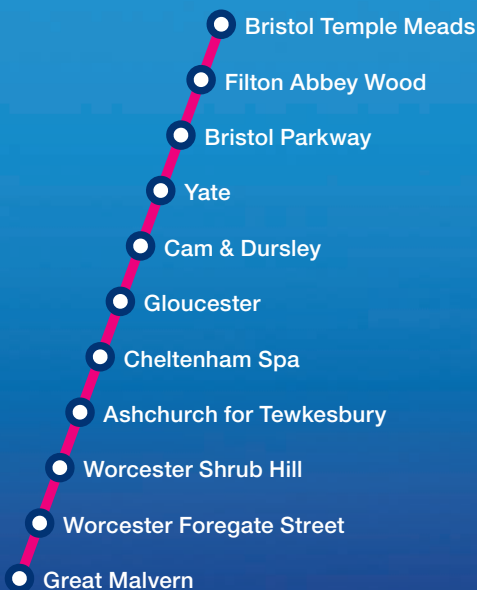 Bristol Temple Meads
Filton Abbey Wood
Bristol Parkway
Yate
Cam & Dursley
Gloucester
Cheltenham Spa
Ashchurch for Tewkesbury
Worcester Shrub Hill
Worcester Foregate Street
Great Malvern